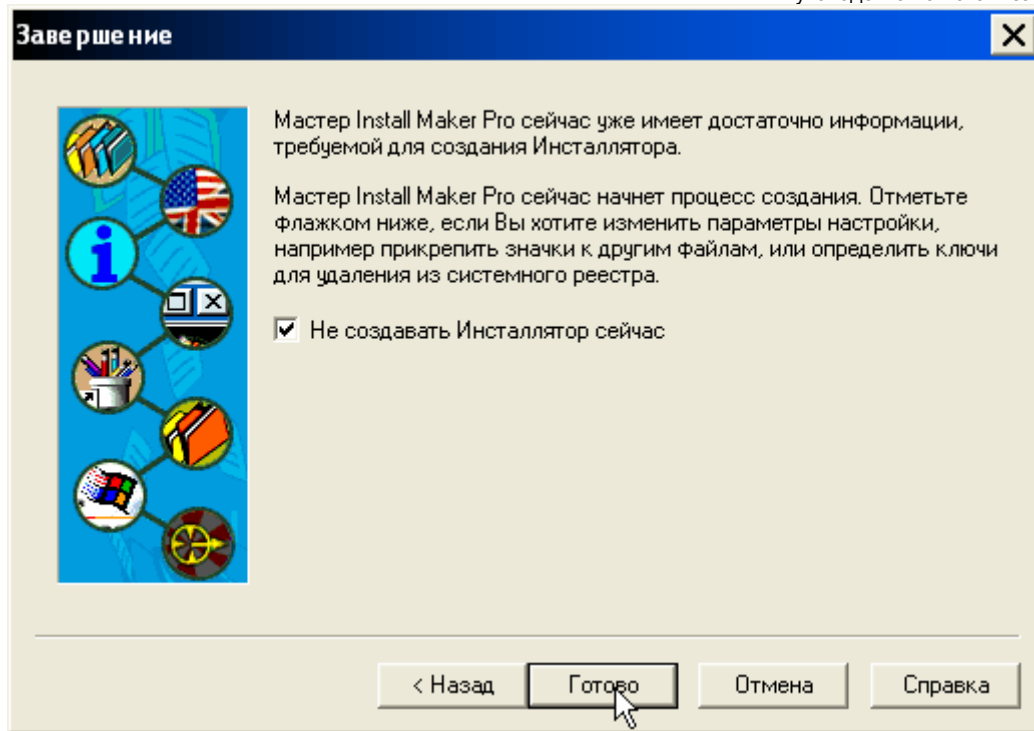 Завершение
Мастер Install Maker Pro сейчас уже имеет достаточно информации,
требуемой для создания Инсталлятора.
Мастер Install Maker Pro сейчас начнет процесс создания. Отметьте
флажком ниже, если Вы хотите изменить параметры настройки,
например прикрепить значки к другим файлам, или определить ключи
для удаления из системного реестра.
Не создавать Инсталлятор сейчас
< Назад
Готово
Отмена
Справка